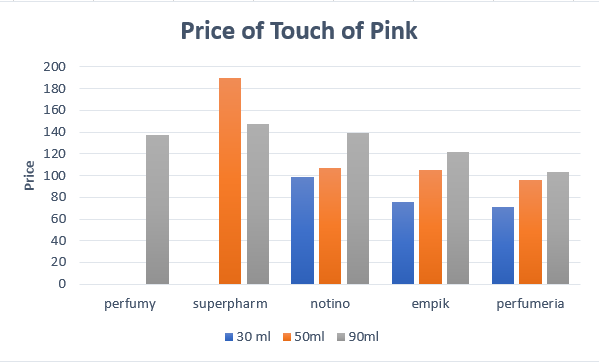 Price of Touch of Pink
200
180
160
140
120
100
80
60
40
20
0
Price
perfumy superpharm notino empik perfumeria
30 ml 50ml 90ml